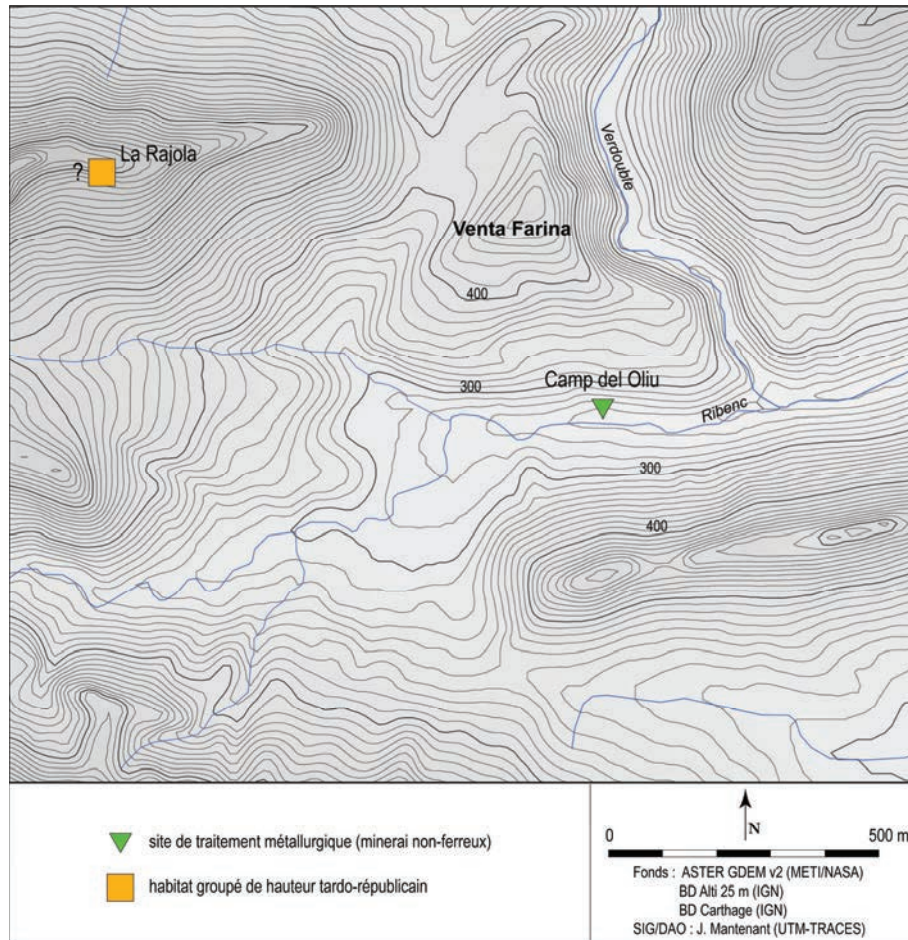 La Rajola
?
Verdouble
Venta Farina
400
300
Camp del Oliu
Ribenc
300
400
site de traitement métallurgique (minerai non-ferreux)
habitat groupé de hauteur tardo-républicain
N
0 500 m
Fonds : ASTER GDEM v2 (METI/NASA)
BD Alti 25 m (IGN)
BD Carthage (IGN)
SIG/DAO : J. Mantenant (UTM-TRACES)